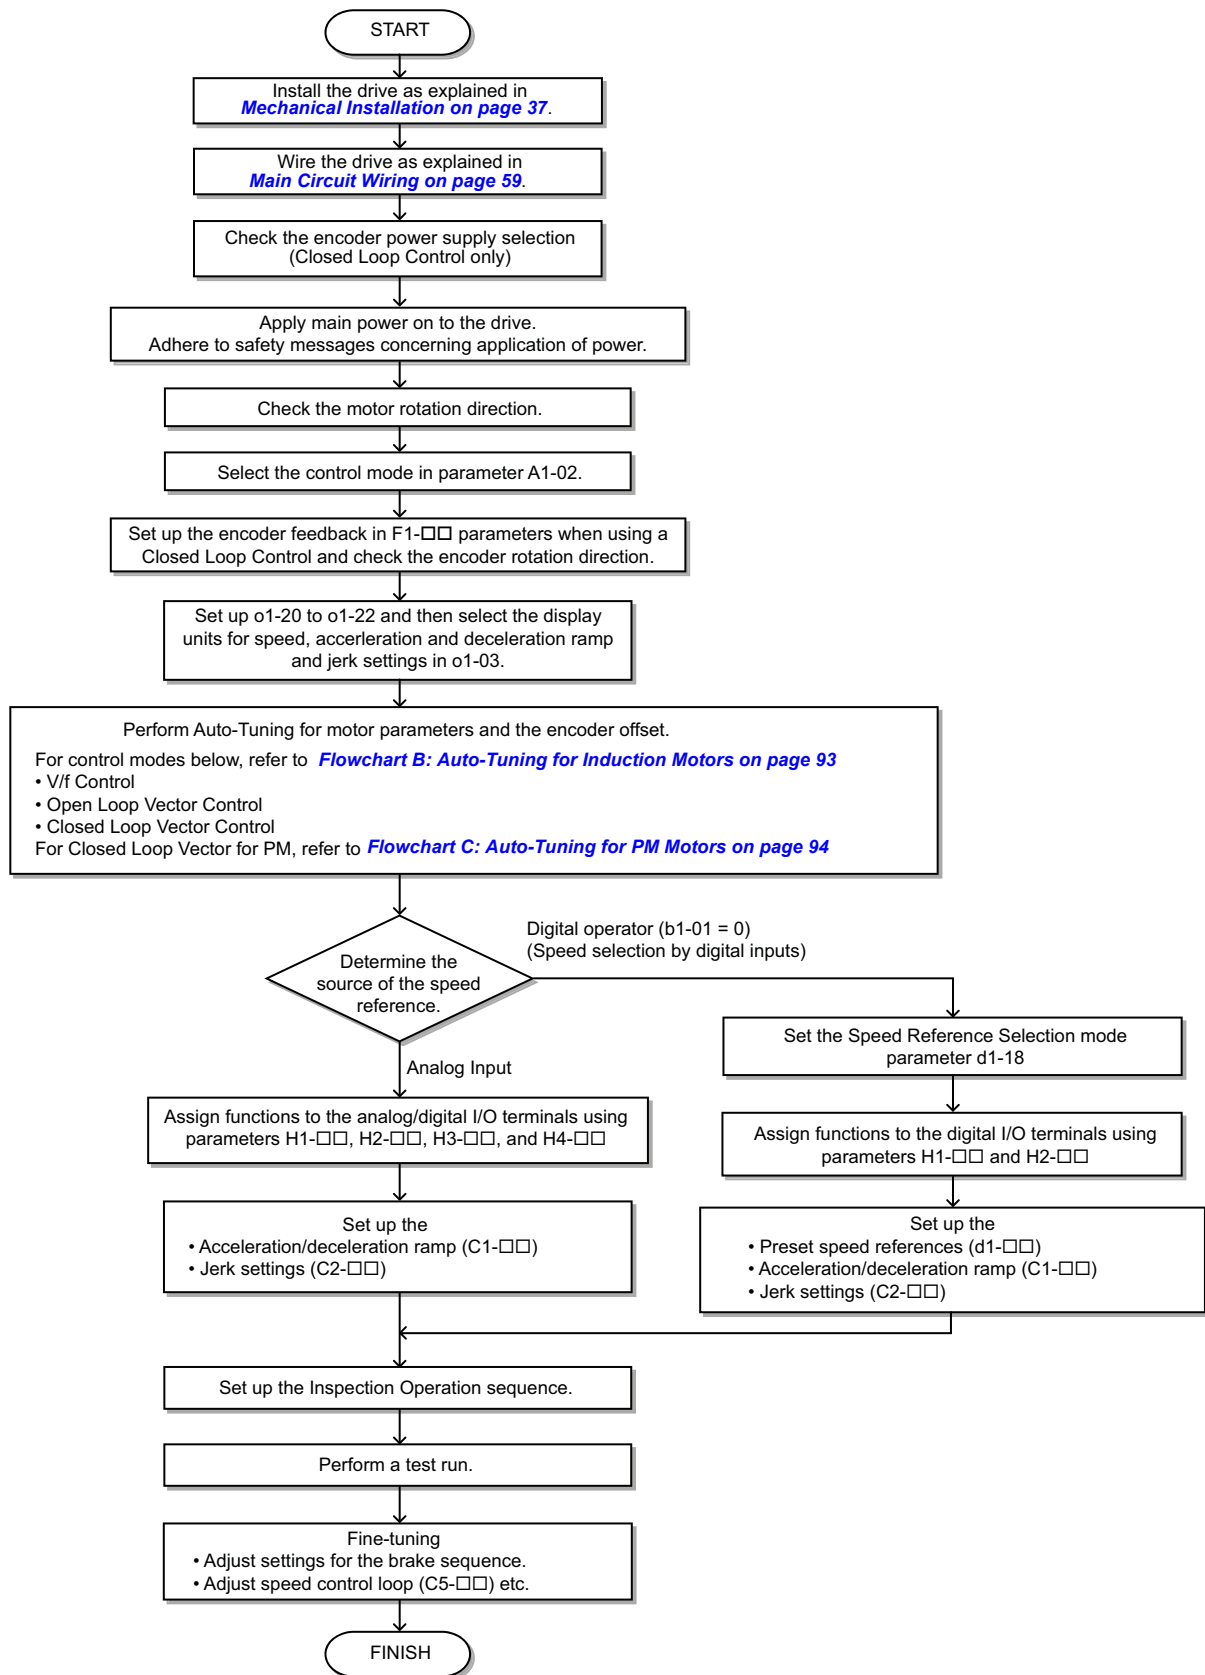 START
Install the drive as explained in
Mechanical Installation on page 37.
Wire the drive as explained in
Main Circuit Wiring on page 59.
Check the encoder power supply selection
(Closed Loop Control only)
Apply main power on to the drive.
Adhere to safety messages concerning application of power.
Check the motor rotation direction.
Select the control mode in parameter A1-02.
Set up the encoder feedback in F1-□□ parameters when using a
Closed Loop Control and check the encoder rotation direction.
Set up o1-20 to o1-22 and then select the display
units for speed, accerleration and deceleration ramp
and jerk settings in o1-03.
Perform Auto-Tuning for motor parameters and the encoder offset.
For control modes below, refer to Flowchart B: Auto-Tuning for Induction Motors on page 93
• V/f Control
• Open Loop Vector Control
• Closed Loop Vector Control
For Closed Loop Vector for PM, refer to Flowchart C: Auto-Tuning for PM Motors on page 94
Determine the
source of the speed
reference.
Digital operator (b1-01 = 0)
(Speed selection by digital inputs)
Analog Input
Assign functions to the analog/digital I/O terminals using
parameters H1-□□, H2-□□, H3-□□, and H4-□□
Set up the
• Acceleration/deceleration ramp (C1-□□)
• Jerk settings (C2-□□)
Set the Speed Reference Selection mode
parameter d1-18
Assign functions to the digital I/O terminals using
parameters H1-□□ and H2-□□
Set up the
• Preset speed references (d1-□□)
• Acceleration/deceleration ramp (C1-□□)
• Jerk settings (C2-□□)
Set up the Inspection Operation sequence.
Perform a test run.
Fine-tuning
• Adjust settings for the brake sequence.
• Adjust speed control loop (C5-□□) etc.
FINISH